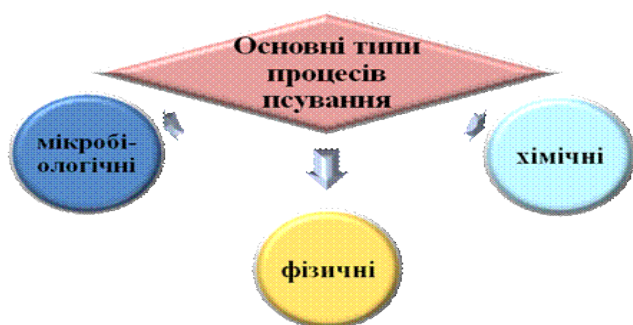 Основні типи
процесів
псування
мікробі-
ологічні
хімічні
фізичні